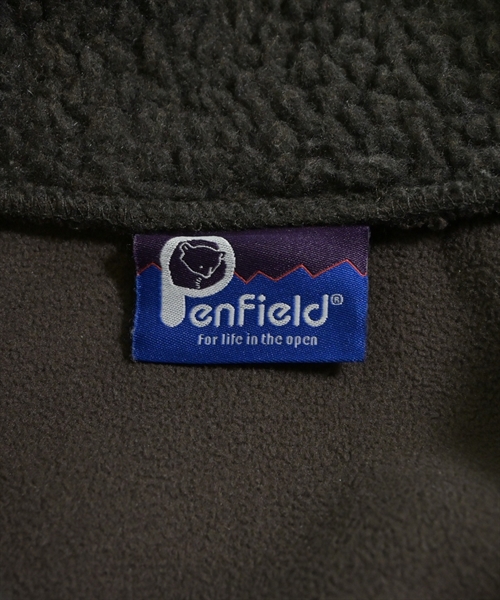 Penfield®
For life in the open